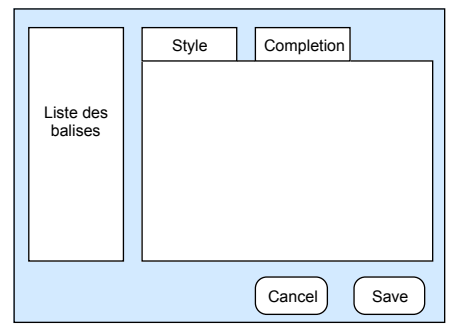 Style
Completion
Liste des
balises
Cancel
Save